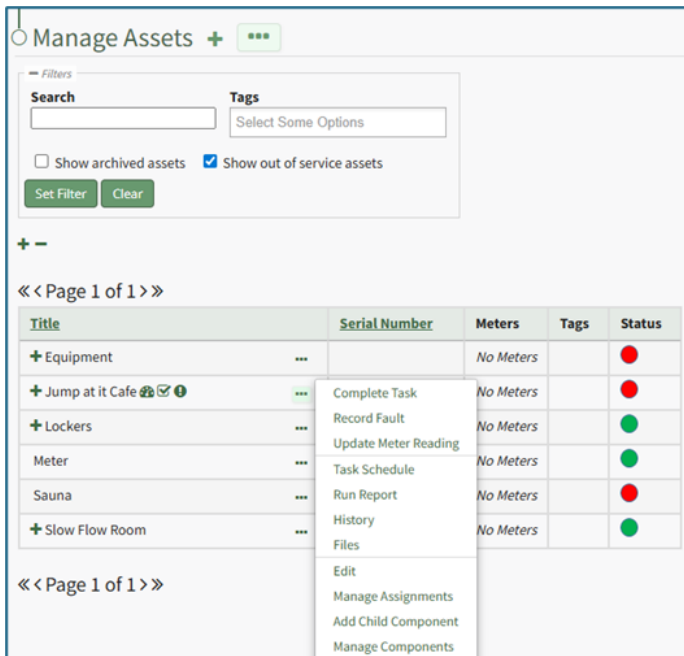 Manage Assets + •••
Filters
Search Tags
Select Some Options
Show archived assets Show out of service assets
Set Filter Clear
+ −
«‹ Page 1 of 1 ›»
Title Serial Number Meters Tags Status
+ Equipment ••• No Meters
+ Jump at it Cafe ••• No Meters
+ Lockers ••• No Meters
Meter ••• No Meters
Sauna ••• No Meters
+ Slow Flow Room ••• No Meters
Complete Task
Record Fault
Update Meter Reading
Task Schedule
Run Report
History
Files
Edit
Manage Assignments
Add Child Component
Manage Components
«‹ Page 1 of 1 ›»